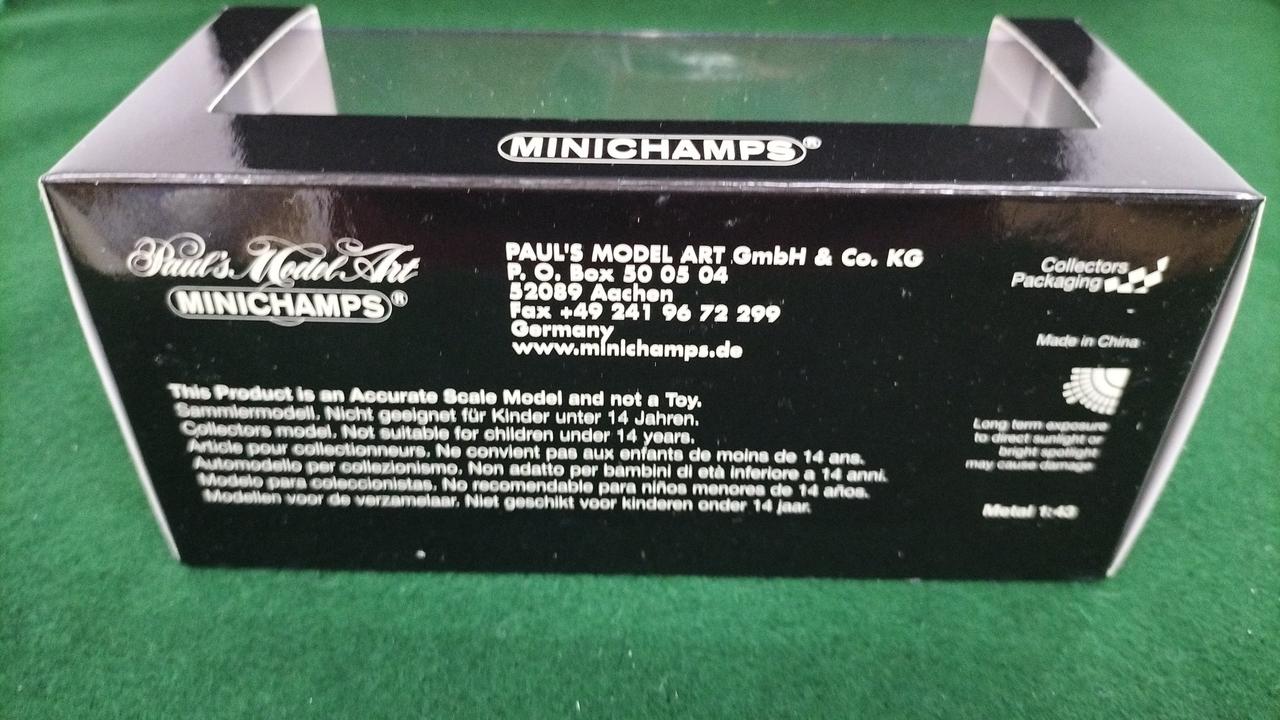 MINICHAMPS®
Paul's Model Art
MINICHAMPS®
PAUL'S MODEL ART GmbH & Co. KG
P. O. Box 50 05 04
52089 Aachen
Fax +49 241 96 72 299
Germany
www.minichamps.de
Collectors
Packaging
Made in China
Long term exposure
to direct sunlight or
bright spotlight
may cause damage
Metal 1:43
This Product is an Accurate Scale Model and not a Toy.
Sammlermodell. Nicht geeignet für Kinder unter 14 Jahren.
Collectors model. Not suitable for children under 14 years.
Article pour collectionneurs. Ne convient pas aux enfants de moins de 14 ans.
Automodello per collezionismo. Non adatto per bambini di età inferiore a 14 anni.
Modelo para coleccionistas. No recomendable para niños menores de 14 años.
Modellen voor de verzamelaar. Niet geschikt voor kinderen onder 14 jaar.